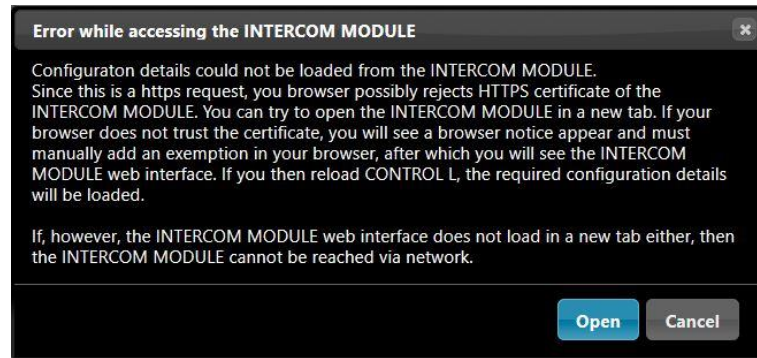 Error while accessing the INTERCOM MODULE
Configuraton details could not be loaded from the INTERCOM MODULE.
Since this is a https request, you browser possibly rejects HTTPS certificate of the
INTERCOM MODULE. You can try to open the INTERCOM MODULE in a new tab. If your
browser does not trust the certificate, you will see a browser notice appear and must
manually add an exemption in your browser, after which you will see the INTERCOM
MODULE web interface. If you then reload CONTROL L, the required configuration details
will be loaded.
If, however, the INTERCOM MODULE web interface does not load in a new tab either, then
the INTERCOM MODULE cannot be reached via network.
Open Cancel